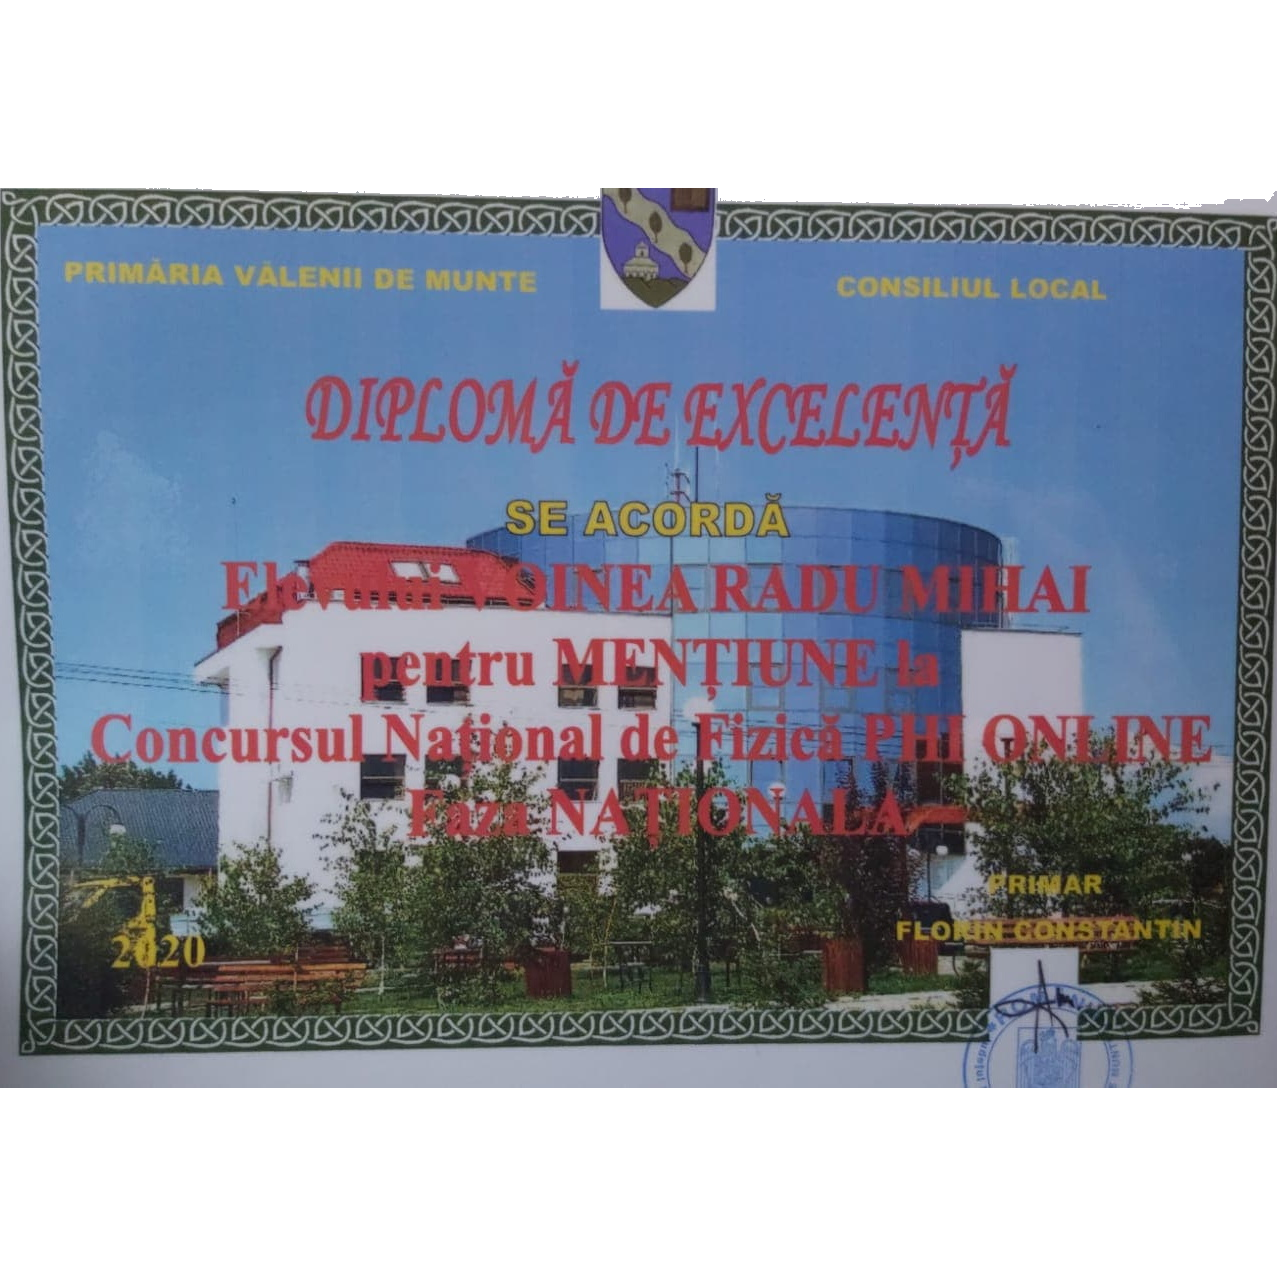 PRIMĂRIA VĂLENII DE MUNTE
CONSILIUL LOCAL
DIPLOMĂ DE EXCELENȚĂ
SE ACORDĂ
Elevului VOINEA RADU MIHAI
pentru MENȚIUNE la
Concursul Național de Fizică PHI ONLINE
Faza NAȚIONALA
PRIMAR
FLORIN CONSTANTIN
2020